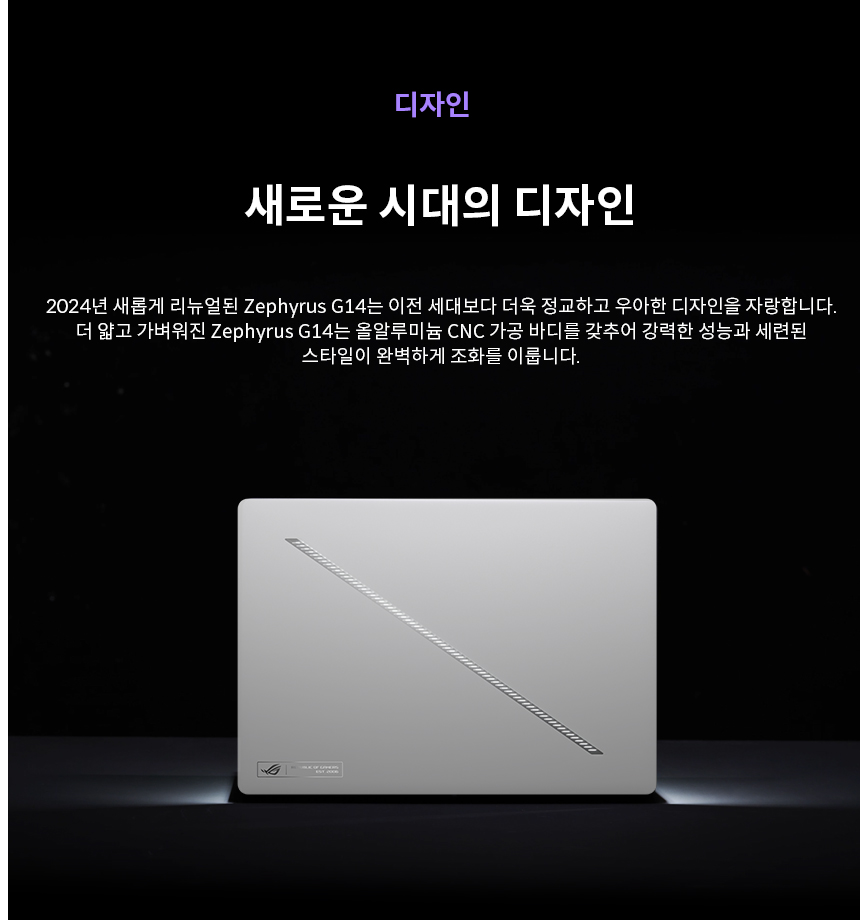 디자인
새로운 시대의 디자인
2024년 새롭게 리뉴얼된 Zephyrus G14는 이전 세대보다 더욱 정교하고 우아한 디자인을 자랑합니다.
더 얇고 가벼워진 Zephyrus G14는 올알루미늄 CNC 가공 바디를 갖추어 강력한 성능과 세련된
스타일이 완벽하게 조화를 이룹니다.
OF GAMERS
EST 2006